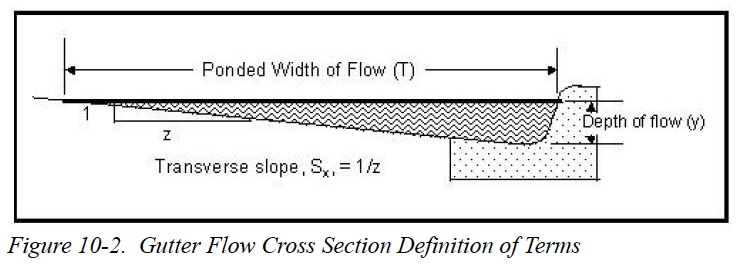 Ponded Width of Flow (T)
1
Depth of flow (y)
z
Transverse slope, Sx, = 1/z
Figure 10-2. Gutter Flow Cross Section Definition of Terms